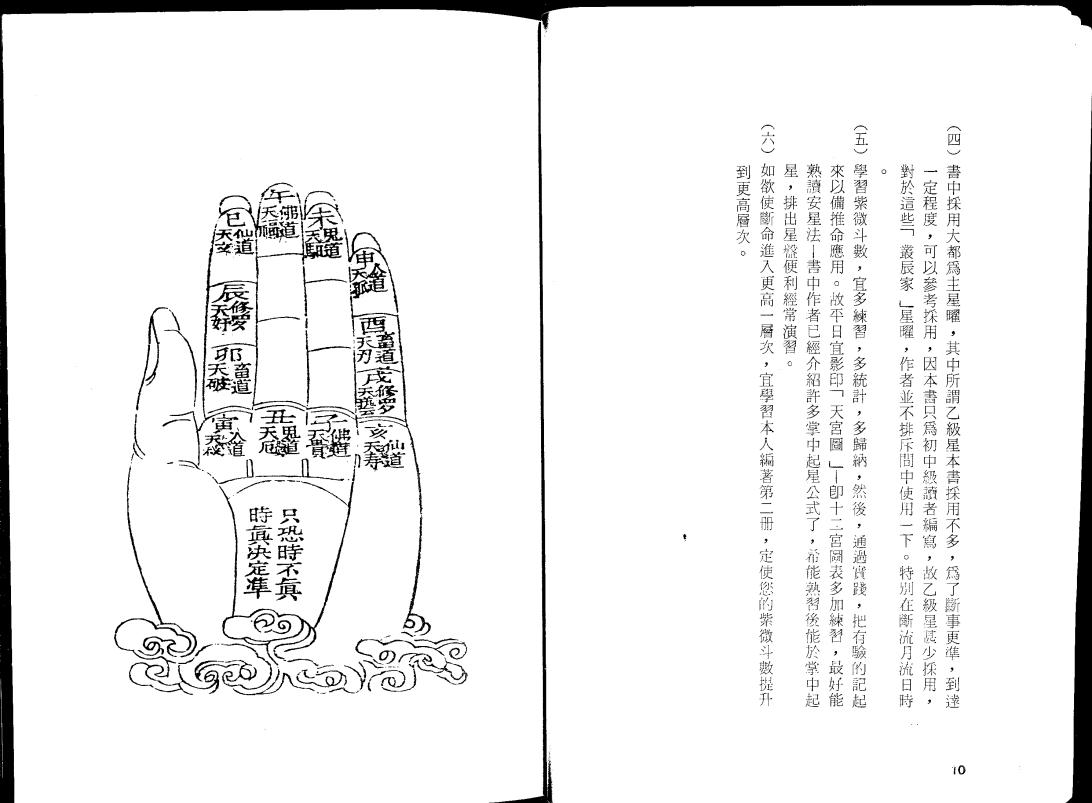 (四)書中採用大都爲主星曜，其中所謂乙級星本書採用不多，爲了斷事更準，到達
一定程度，可以參考採用，因本書只爲初中級讀者編寫，故乙級星甚少採用，
對於這些「叢辰家」星曜，作者並不排斥間中使用一下。特別在斷流月流日時
。
(五)學習紫微斗數，宜多練習，多統計，多歸納，然後，通過實踐，把有驗的記起
來以備推命應用。故平日宜影印「天宮圖」—卽十二宮圖表多加練習，最好能
熟讀安星法—書中作者已經介紹許多掌中起星公式了，希能熟習後能於掌中起
星，排出星盤便利經常演習。
(六)如欲使斷命進入更高一層次，宜學習本人編著第二册，定使您的紫微斗數提升
到更高層次。
10
午
佛道
天福
巳
仙道
天文
未
鬼道
天馹
申
人道
天孤
辰
修罗
天奸
酉
畜道
天刃
卯
畜道
天破
戌
修罗
天藝
寅
人道
天权
丑
鬼道
天厄
子
佛道
天貴
亥
仙道
天寿
只恐時不眞
時眞決定準